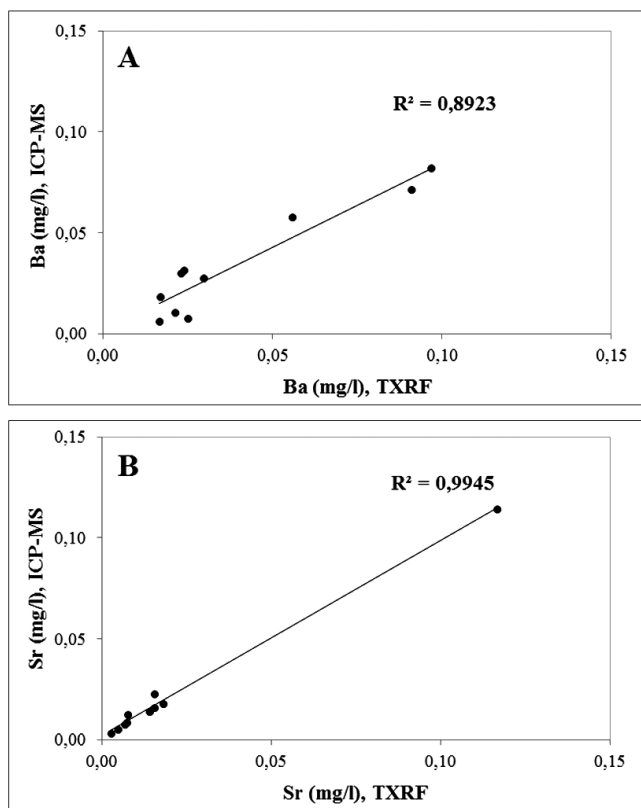 0,15
A
R² = 0,8923
0,10
Ba (mg/l), ICP-MS
0,05
0,00
0,00 0,05 0,10 0,15
Ba (mg/l), TXRF
0,15
B
R² = 0,9945
0,10
Sr (mg/l), ICP-MS
0,05
0,00
0,00 0,05 0,10 0,15
Sr (mg/l), TXRF